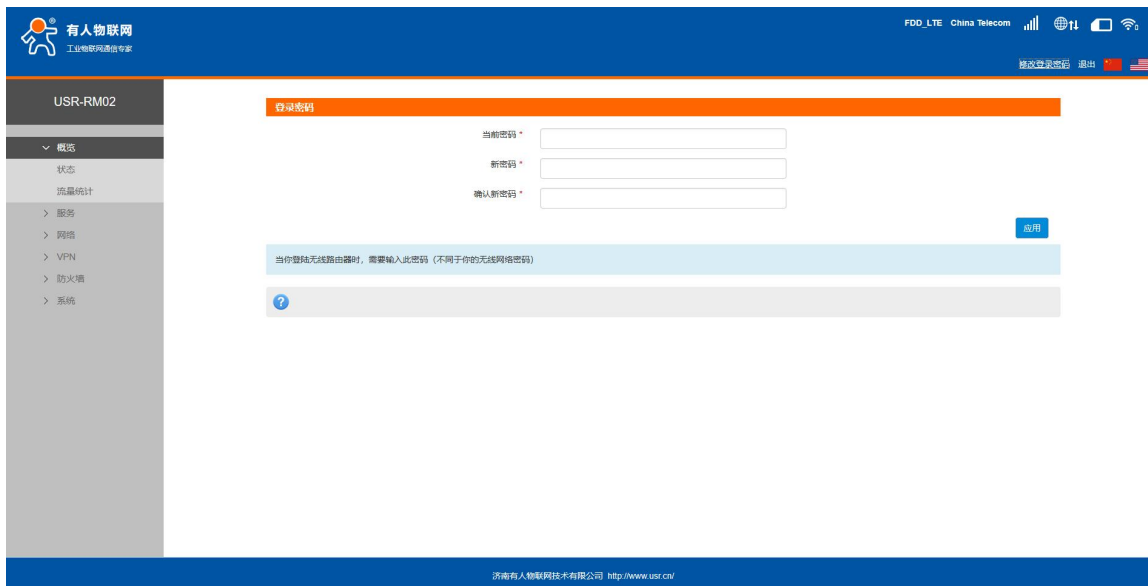 有人物联网
工业物联网通信专家
FDD_LTE China Telecom
修改登录密码 退出
USR-RM02
概览
状态
流量统计
服务
网络
VPN
防火墙
系统
登录密码
当前密码 *
新密码 *
确认新密码 *
应用
当你登陆无线路由器时，需要输入此密码（不同于你的无线网络密码）
济南有人物联网技术有限公司 http://www.usr.cn/